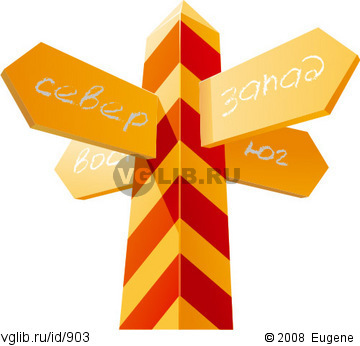 север
запад
вос
юг
VGLIB.RU
vglib.ru/id/903
© 2008 Eugene